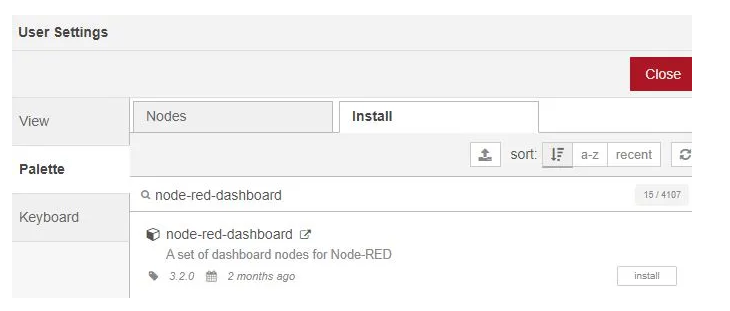 User Settings
Close
View
Nodes
Install
sort: a-z recent
Palette
node-red-dashboard
15 / 4107
Keyboard
node-red-dashboard
A set of dashboard nodes for Node-RED
3.2.0 2 months ago
install